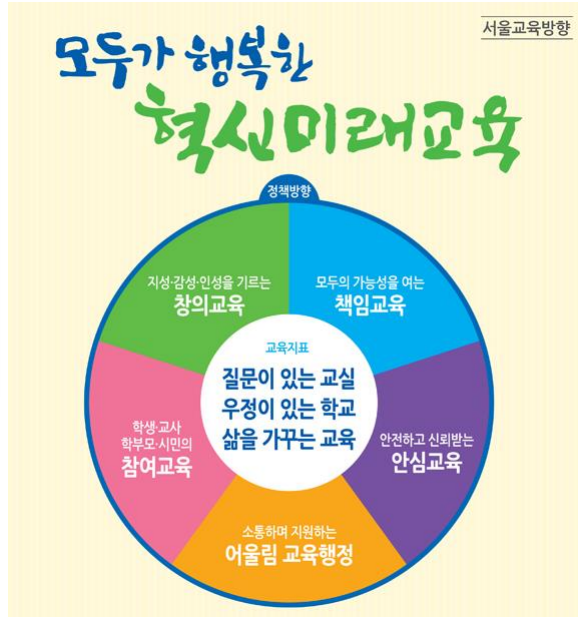 서울교육방향
모두가 행복한
혁신미래교육
정책방향
지성·감성·인성을 기르는
창의교육
모두의 가능성을 여는
책임교육
교육지표
질문이 있는 교실
우정이 있는 학교
삶을 가꾸는 교육
학생·교사
학부모·시민의
참여교육
안전하고 신뢰받는
안심교육
소통하며 지원하는
어울림 교육행정